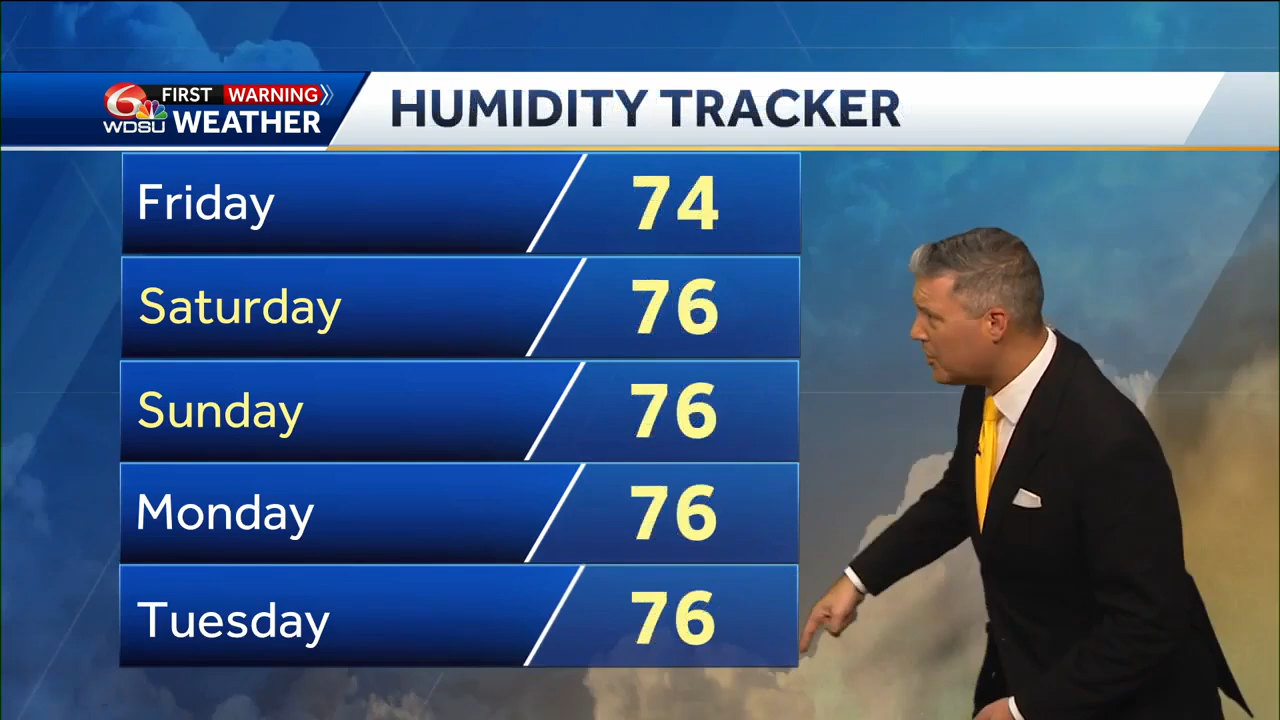 6 WDSU FIRST WARNING
WEATHER
HUMIDITY TRACKER
Friday 74
Saturday 76
Sunday 76
Monday 76
Tuesday 76